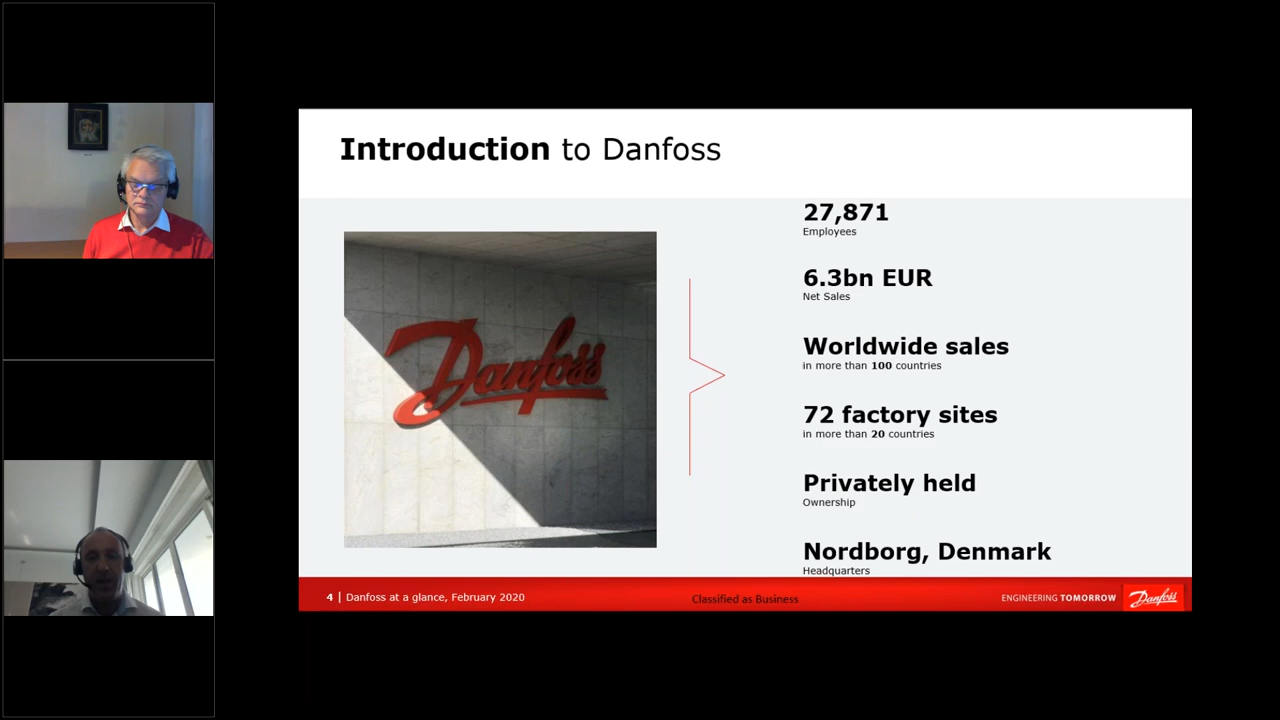 Introduction to Danfoss
Danfoss
27,871
Employees
6.3bn EUR
Net Sales
Worldwide sales
in more than 100 countries
72 factory sites
in more than 20 countries
Privately held
Ownership
Nordborg, Denmark
Headquarters
4 | Danfoss at a glance, February 2020
Classified as Business
ENGINEERING TOMORROW
Danfoss